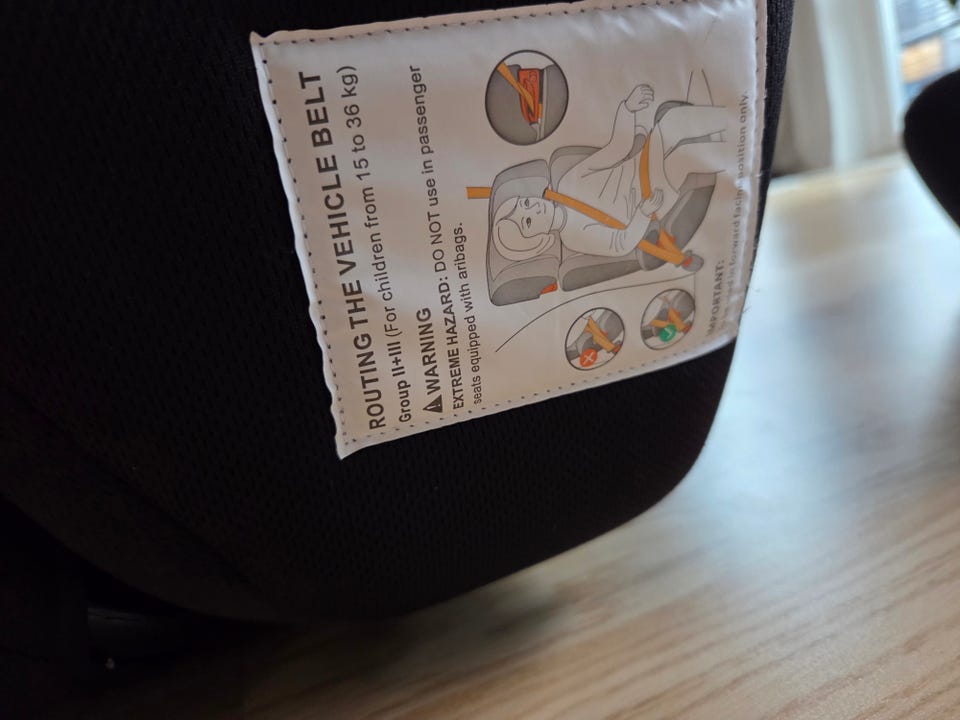 ROUTING THE VEHICLE BELT
Group II+III (For children from 15 to 36 kg)
WARNING
EXTREME HAZARD: DO NOT use in passenger
seats equipped with aribags.
IMPORTANT:
in forward facing position only.